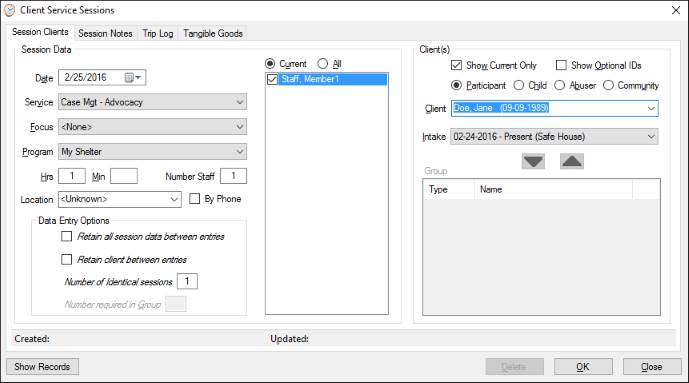 Client Service Sessions
Session Clients Session Notes Trip Log Tangible Goods
Session Data
Date 2/25/2016
Service Case Mgt - Advocacy
Focus <None>
Program My Shelter
Hrs 1 Min Number Staff 1
Location <Unknown> By Phone
Data Entry Options
Retain all session data between entries
Retain client between entries
Number of Identical sessions 1
Number required in Group
Current All
Staff, Member1
Client(s)
Show Current Only Show Optional IDs
Participant Child Abuser Community
Client Doe, Jane (09-09-1989)
Intake 02-24-2016 - Present (Safe House)
Group
Type Name
Created: Updated:
Show Records Delete OK Close